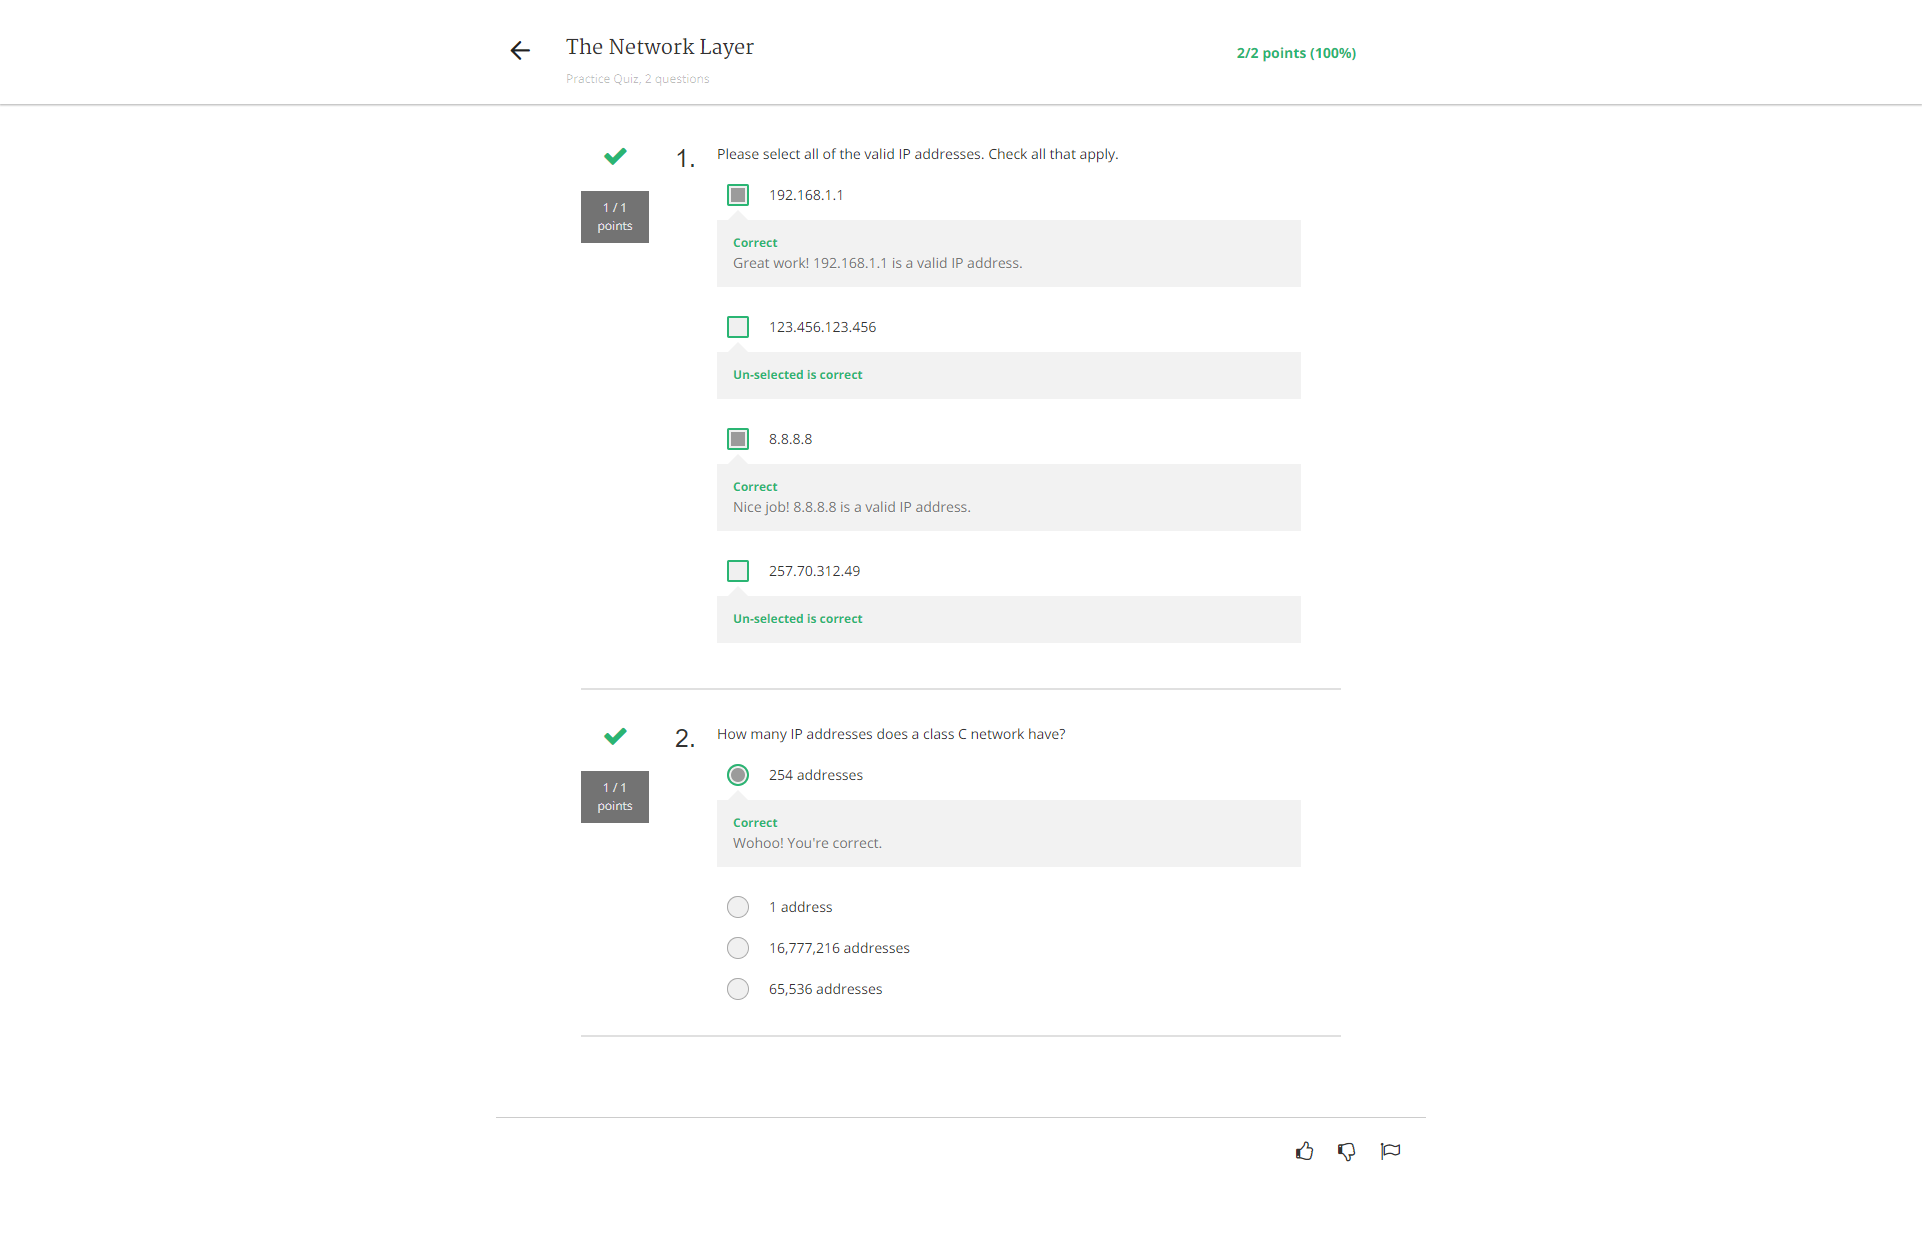 The Network Layer
2/2 points (100%)
Practice Quiz, 2 questions
1 / 1
points
1. Please select all of the valid IP addresses. Check all that apply.
192.168.1.1
Correct
Great work! 192.168.1.1 is a valid IP address.
123.456.123.456
Un-selected is correct
8.8.8.8
Correct
Nice job! 8.8.8.8 is a valid IP address.
257.70.312.49
Un-selected is correct
1 / 1
points
2. How many IP addresses does a class C network have?
254 addresses
Correct
Wohoo! You're correct.
1 address
16,777,216 addresses
65,536 addresses